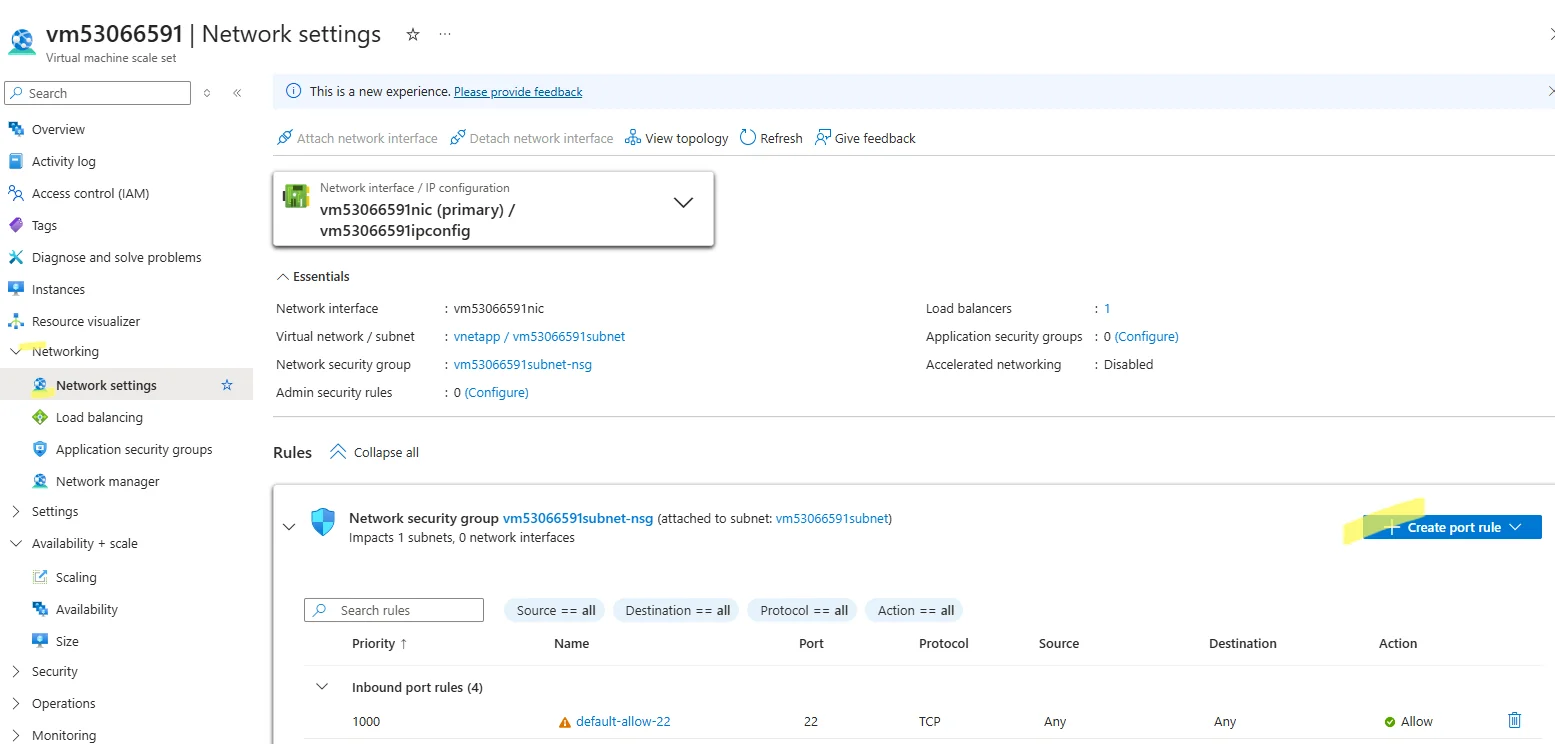 vm53066591 | Network settings
Virtual machine scale set
Search
Overview
Activity log
Access control (IAM)
Tags
Diagnose and solve problems
Instances
Resource visualizer
Networking
Network settings
Load balancing
Application security groups
Network manager
Settings
Availability + scale
Scaling
Availability
Size
Security
Operations
Monitoring
This is a new experience. Please provide feedback
Attach network interface Detach network interface View topology Refresh Give feedback
Network interface / IP configuration
vm53066591nic (primary) /
vm53066591ipconfig
Essentials
Network interface : vm53066591nic
Virtual network / subnet : vnetapp / vm53066591subnet
Network security group : vm53066591subnet-nsg
Admin security rules : 0 (Configure)
Load balancers : 1
Application security groups : 0 (Configure)
Accelerated networking : Disabled
Rules Collapse all
Network security group vm53066591subnet-nsg (attached to subnet: vm53066591subnet)
Impacts 1 subnets, 0 network interfaces
Create port rule
Search rules Source == all Destination == all Protocol == all Action == all
Priority ↑ Name Port Protocol Source Destination Action
Inbound port rules (4)
1000 default-allow-22 22 TCP Any Any Allow